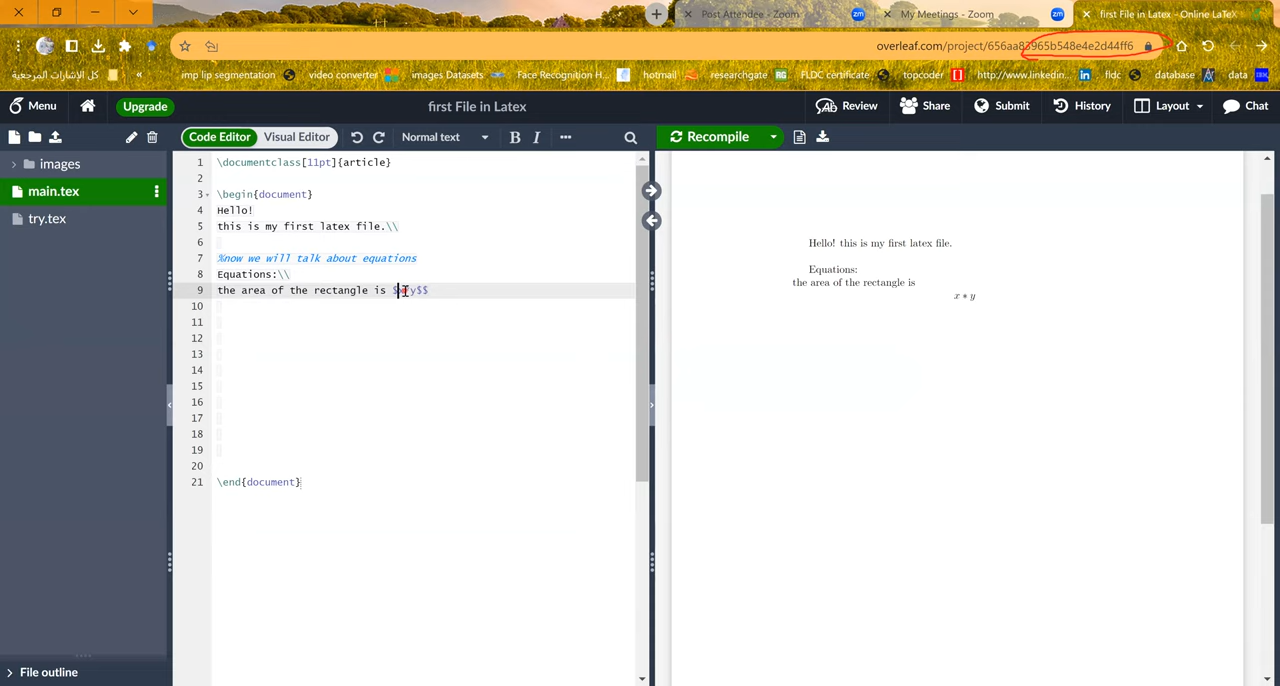 Post Attendee - Zoom
My Meetings - Zoom
first File in Latex - Online LaTeX
overleaf.com/project/656aa83965b548e4e2d44ff6
كل الإشارات المرجعية
imp lip segmentation
video converter
images Datasets
Face Recognition H...
hotmail
researchgate
RG
FLDC certificate
topcoder
http://www.linkedin...
in
fldc
database
data
IBM
Menu
Upgrade
first File in Latex
Review
Share
Submit
History
Layout
Chat
Code Editor
Visual Editor
Normal text
B
I
Recompile
images
main.tex
try.tex
1 \documentclass[11pt]{article}
2
3 \begin{document}
4 Hello!
5 this is my first latex file.\\
6
7 %now we will talk about equations
8 Equations:\\
9 the area of the rectangle is $x*y$$
10
11
12
13
14
15
16
17
18
19
20
21 \end{document}
Hello! this is my first latex file.
Equations:
the area of the rectangle is
x * y
File outline